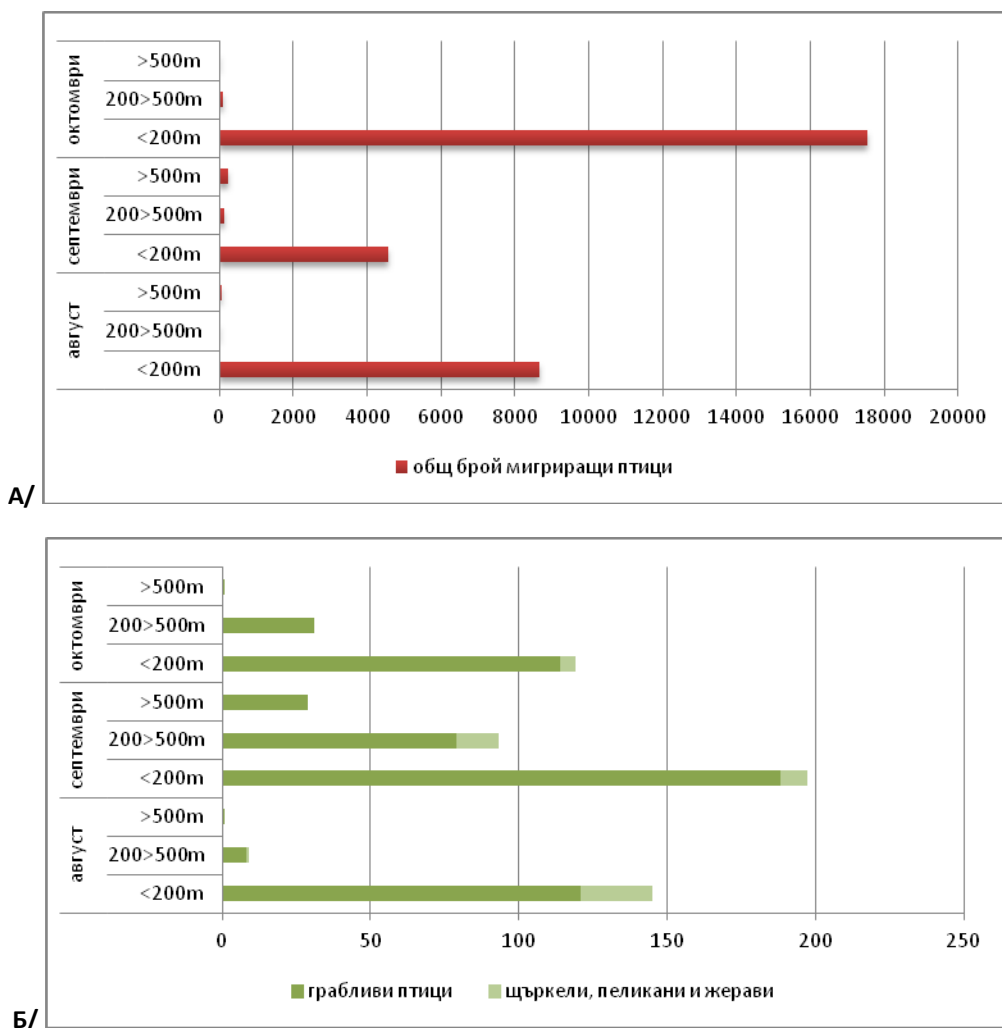 октомври
>500m
200>500m
<200m
септември
>500m
200>500m
<200m
август
>500m
200>500m
<200m
0 2000 4000 6000 8000 10000 12000 14000 16000 18000 20000
общ брой мигриращи птици
А/
октомври
>500m
200>500m
<200m
септември
>500m
200>500m
<200m
август
>500m
200>500m
<200m
0 50 100 150 200 250
грабливи птици щъркели, пеликани и жерави
Б/